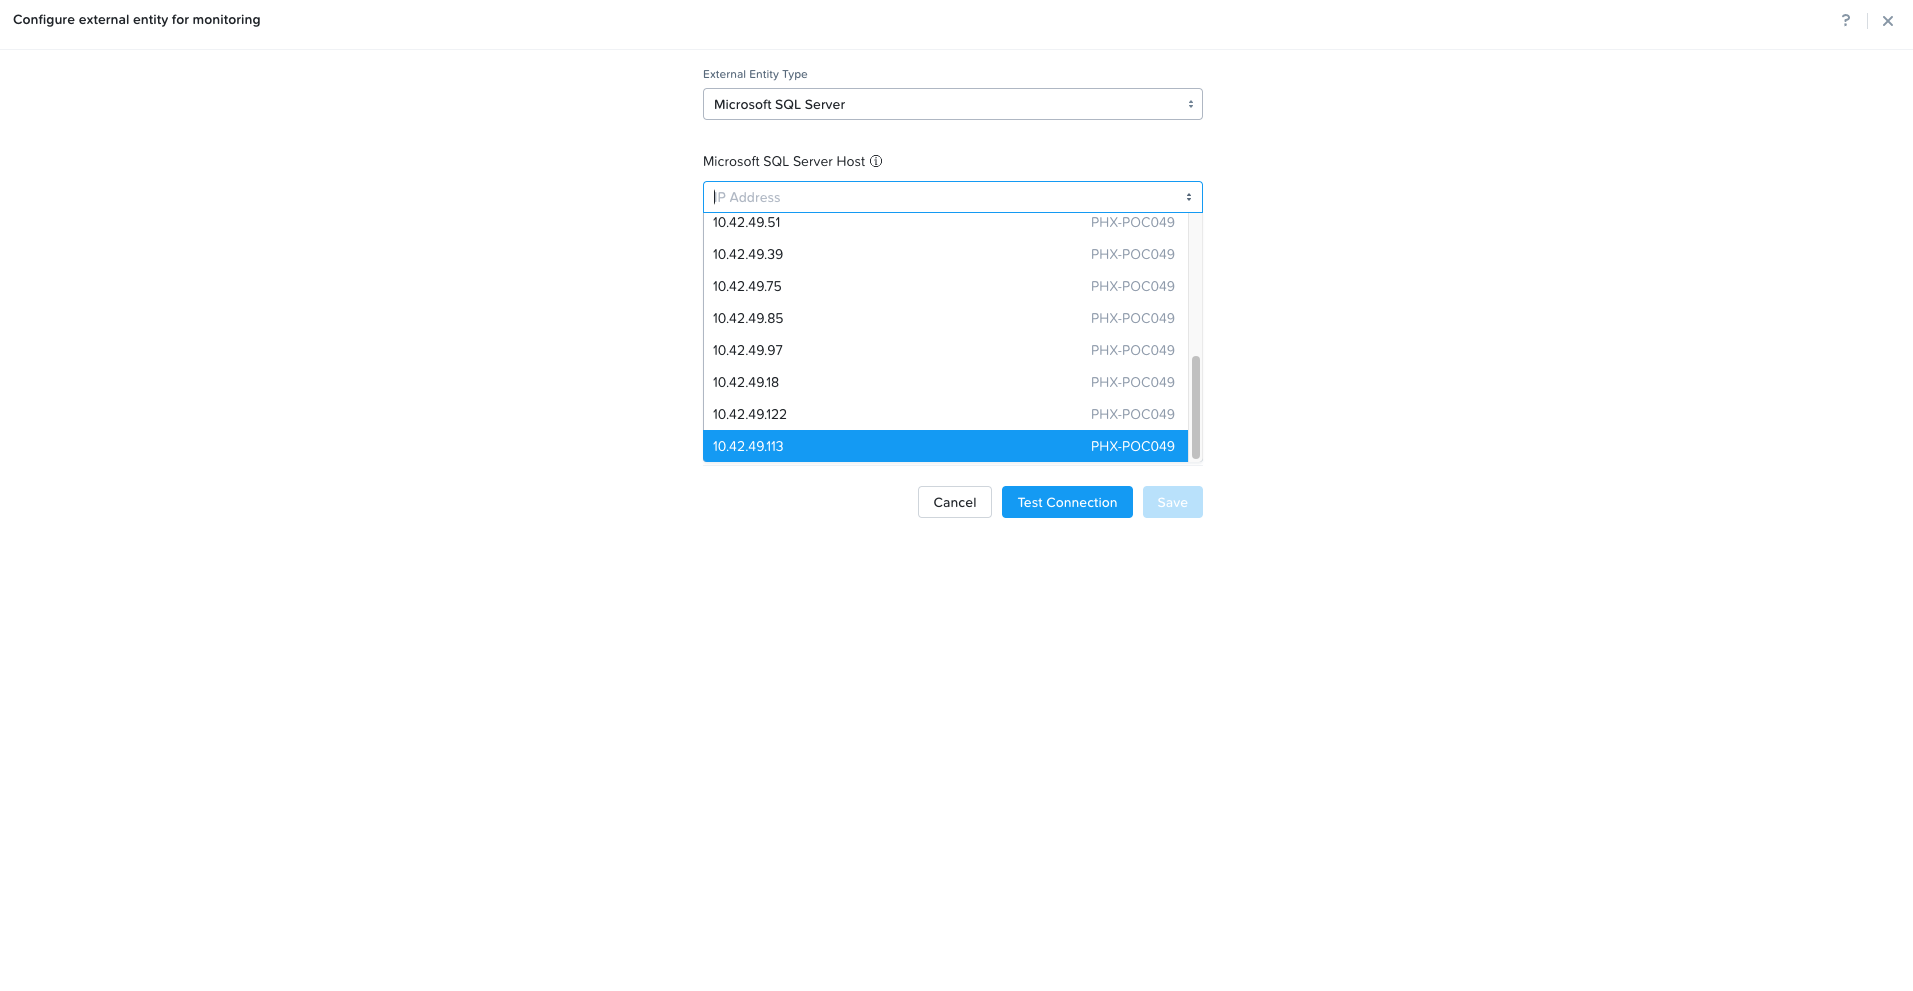 Configure external entity for monitoring
?
External Entity Type
Microsoft SQL Server
Microsoft SQL Server Host
IP Address
10.42.49.51 PHX-POC049
10.42.49.39 PHX-POC049
10.42.49.75 PHX-POC049
10.42.49.85 PHX-POC049
10.42.49.97 PHX-POC049
10.42.49.18 PHX-POC049
10.42.49.122 PHX-POC049
10.42.49.113 PHX-POC049
Cancel Test Connection Save